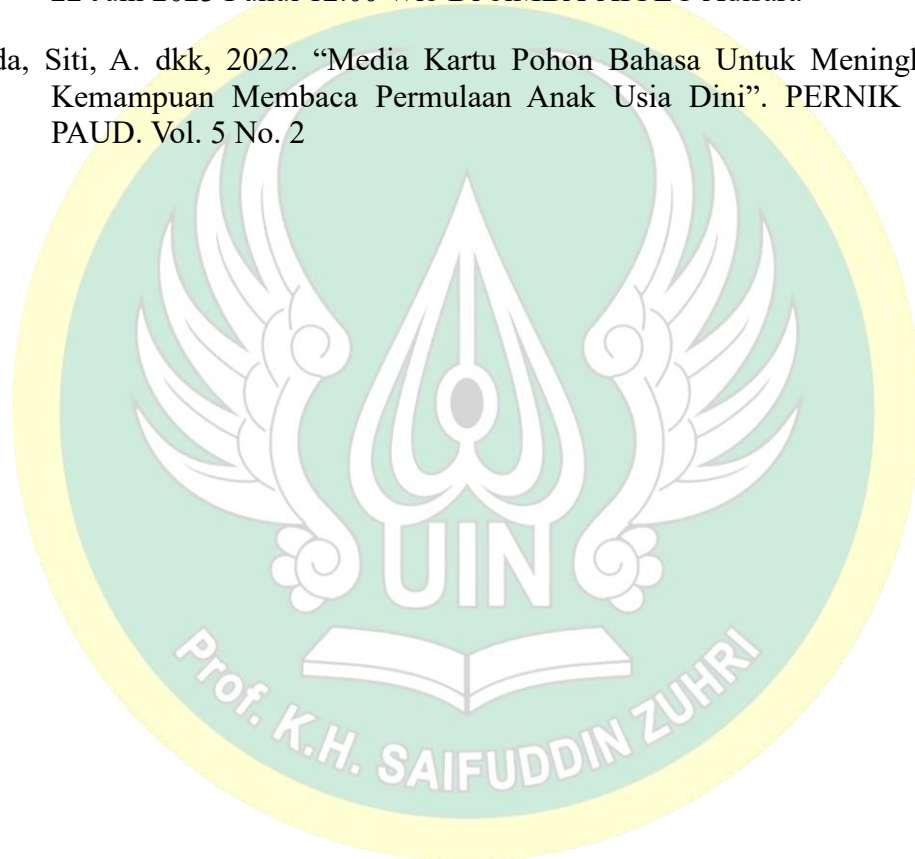 da, Siti, A. dkk, 2022. “Media Kartu Pohon Bahasa Untuk Mening
Kemampuan Membaca Permulaan Anak Usia Dini”. PERNIK
PAUD. Vol. 5 No. 2
UIN
Prof. K.H. SAIFUDDIN ZUHRI